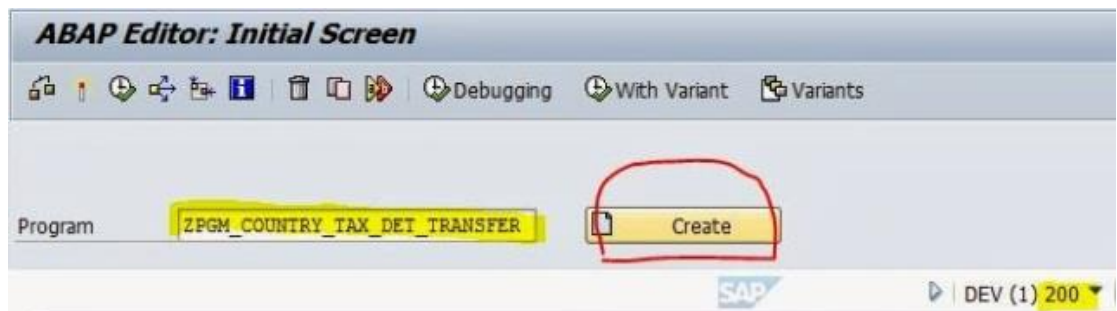 ABAP Editor: Initial Screen
Debugging With Variant Variants
Program ZPGM_COUNTRY_TAX_DET_TRANSFER Create
SAP DEV (1) 200